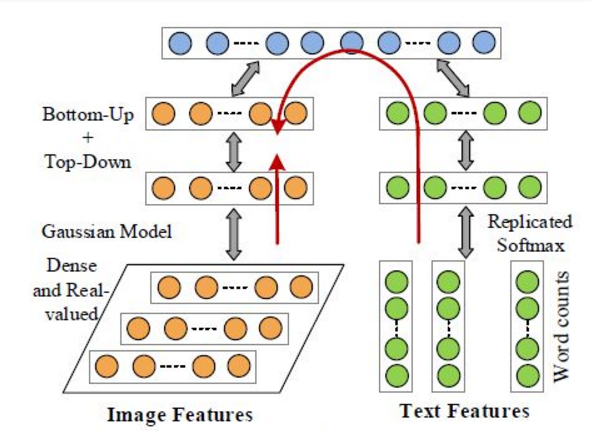 Bottom-Up
+
Top-Down
Gaussian Model
Replicated
Softmax
Dense
and Real-
valued
Word counts
Image Features
Text Features